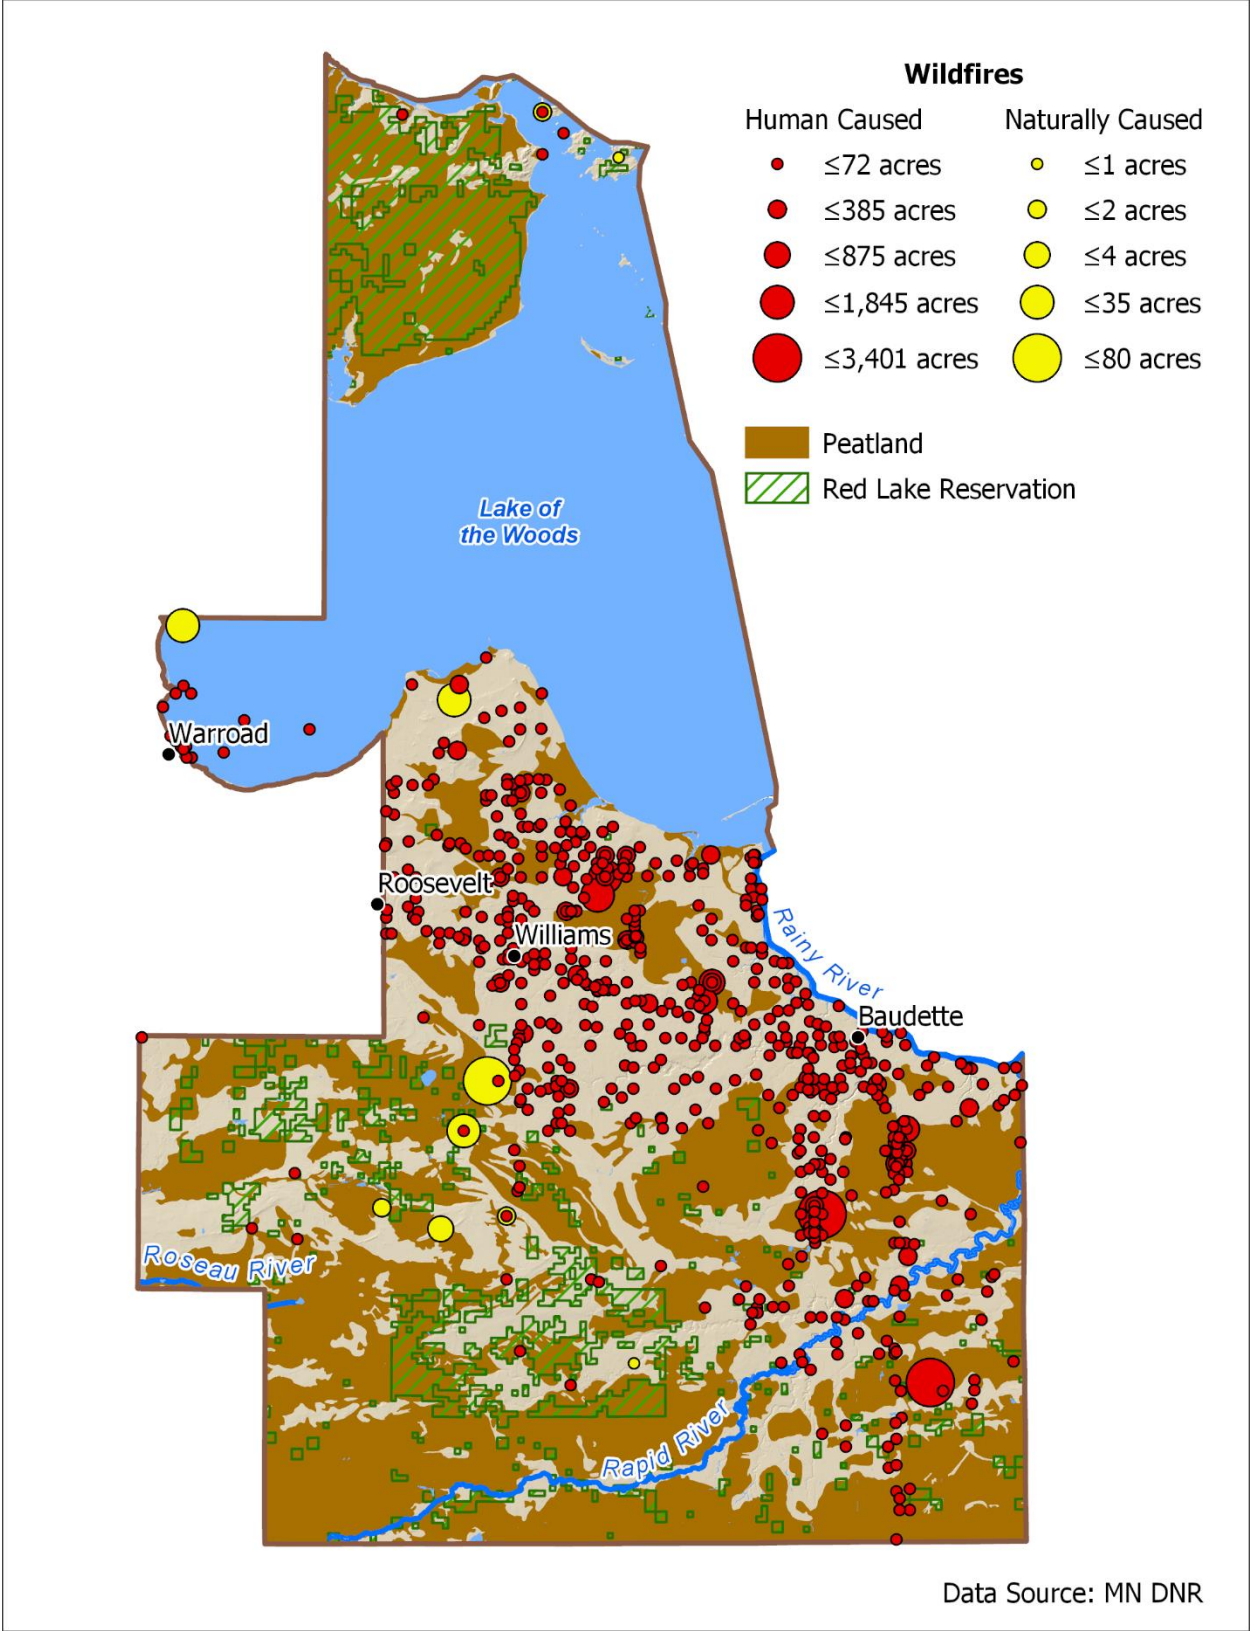 Wildfires
Human Caused
Naturally Caused
≤72 acres
≤1 acres
≤385 acres
≤2 acres
≤875 acres
≤4 acres
≤1,845 acres
≤35 acres
≤3,401 acres
≤80 acres
Peatland
Red Lake Reservation
Lake of
the Woods
Warroad
Roosevelt
Williams
Rainy River
Baudette
Roseau River
Rapid River
Data Source: MN DNR